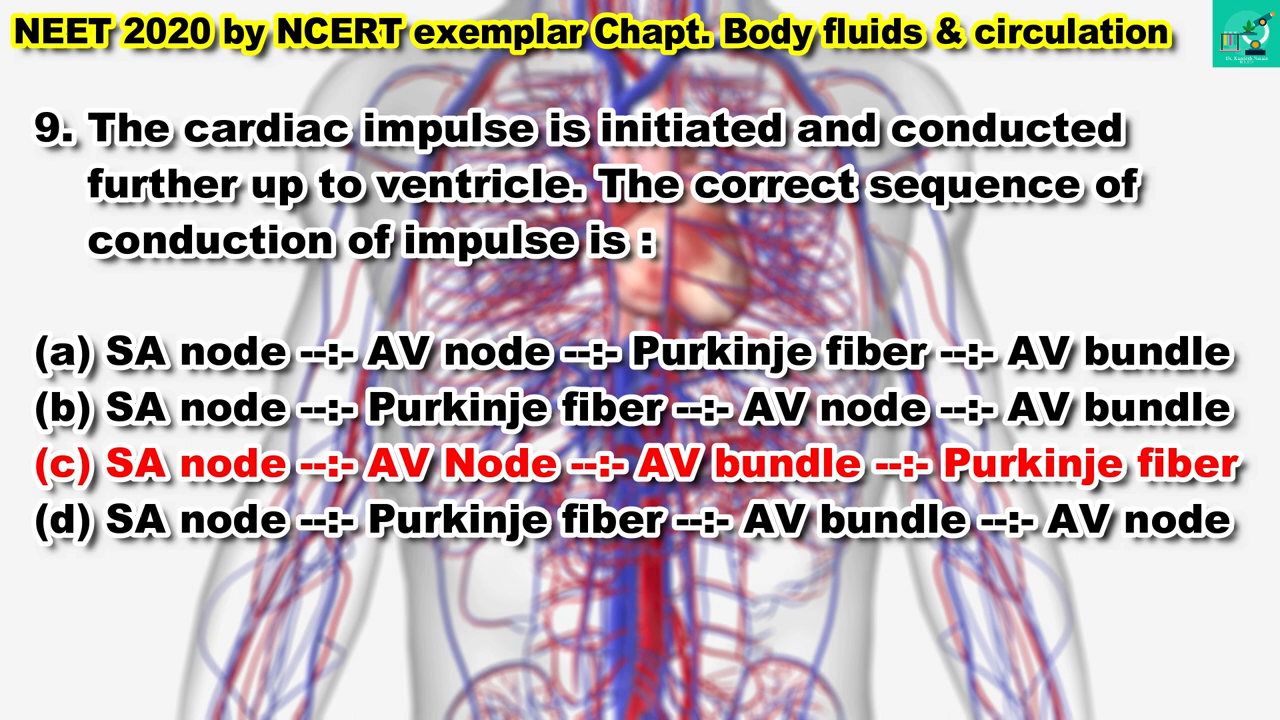 NEET 2020 by NCERT exemplar Chapt. Body fluids & circulation
9. The cardiac impulse is initiated and conducted
further up to ventricle. The correct sequence of
conduction of impulse is :
(a) SA node --:- AV node --:- Purkinje fiber --:- AV bundle
(b) SA node --:- Purkinje fiber --:- AV node --:- AV bundle
(c) SA node --:- AV Node --:- AV bundle --:- Purkinje fiber
(d) SA node --:- Purkinje fiber --:- AV bundle --:- AV node